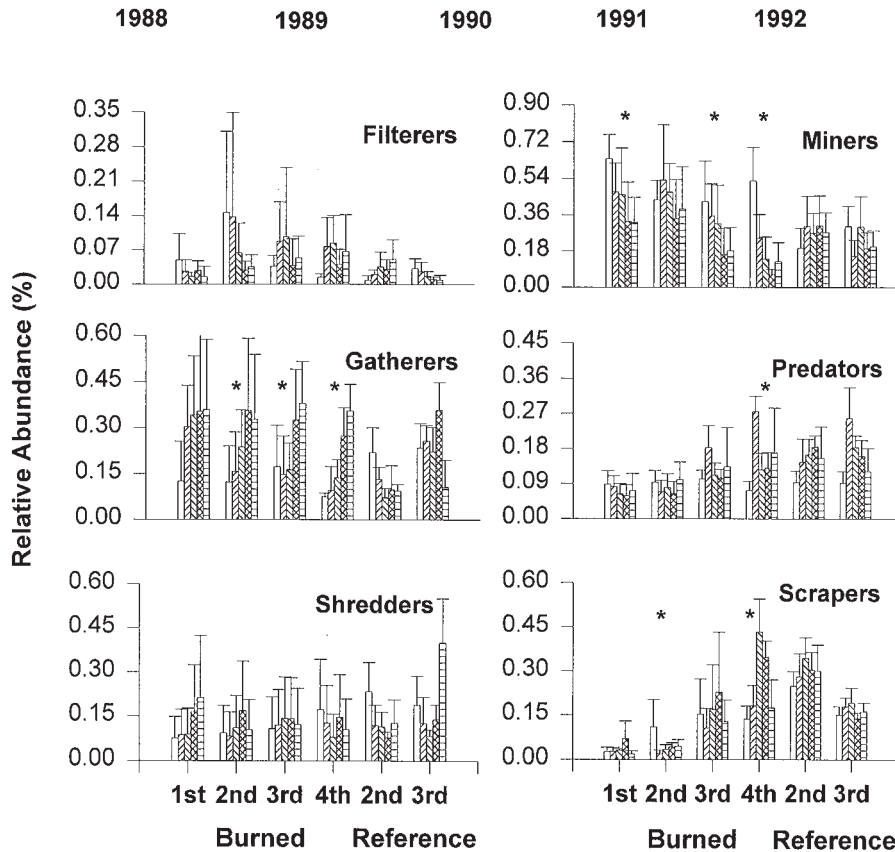 1988 1989 1990 1991 1992
Relative Abundance (%)
0.35
0.28
0.21
0.14
0.07
0.00
Filterers
0.90
0.72
0.54
0.36
0.18
0.00
* * *
Miners
0.60
0.45
0.30
0.15
0.00
Gatherers
* * *
0.45
0.36
0.27
0.18
0.09
0.00
Predators
*
0.60
0.45
0.30
0.15
0.00
Shredders
0.60
0.45
0.30
0.15
0.00
Scrapers
* *
1st 2nd 3rd 4th 2nd 3rd
Burned Reference
1st 2nd 3rd 4th 2nd 3rd
Burned Reference